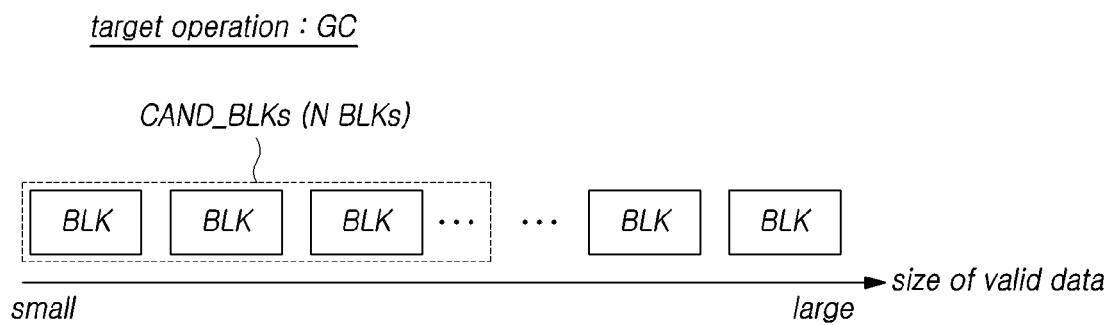 target operation : GC
CAND_BLKs (N BLKs)
BLK BLK BLK ··· ··· BLK BLK
size of valid data
small large